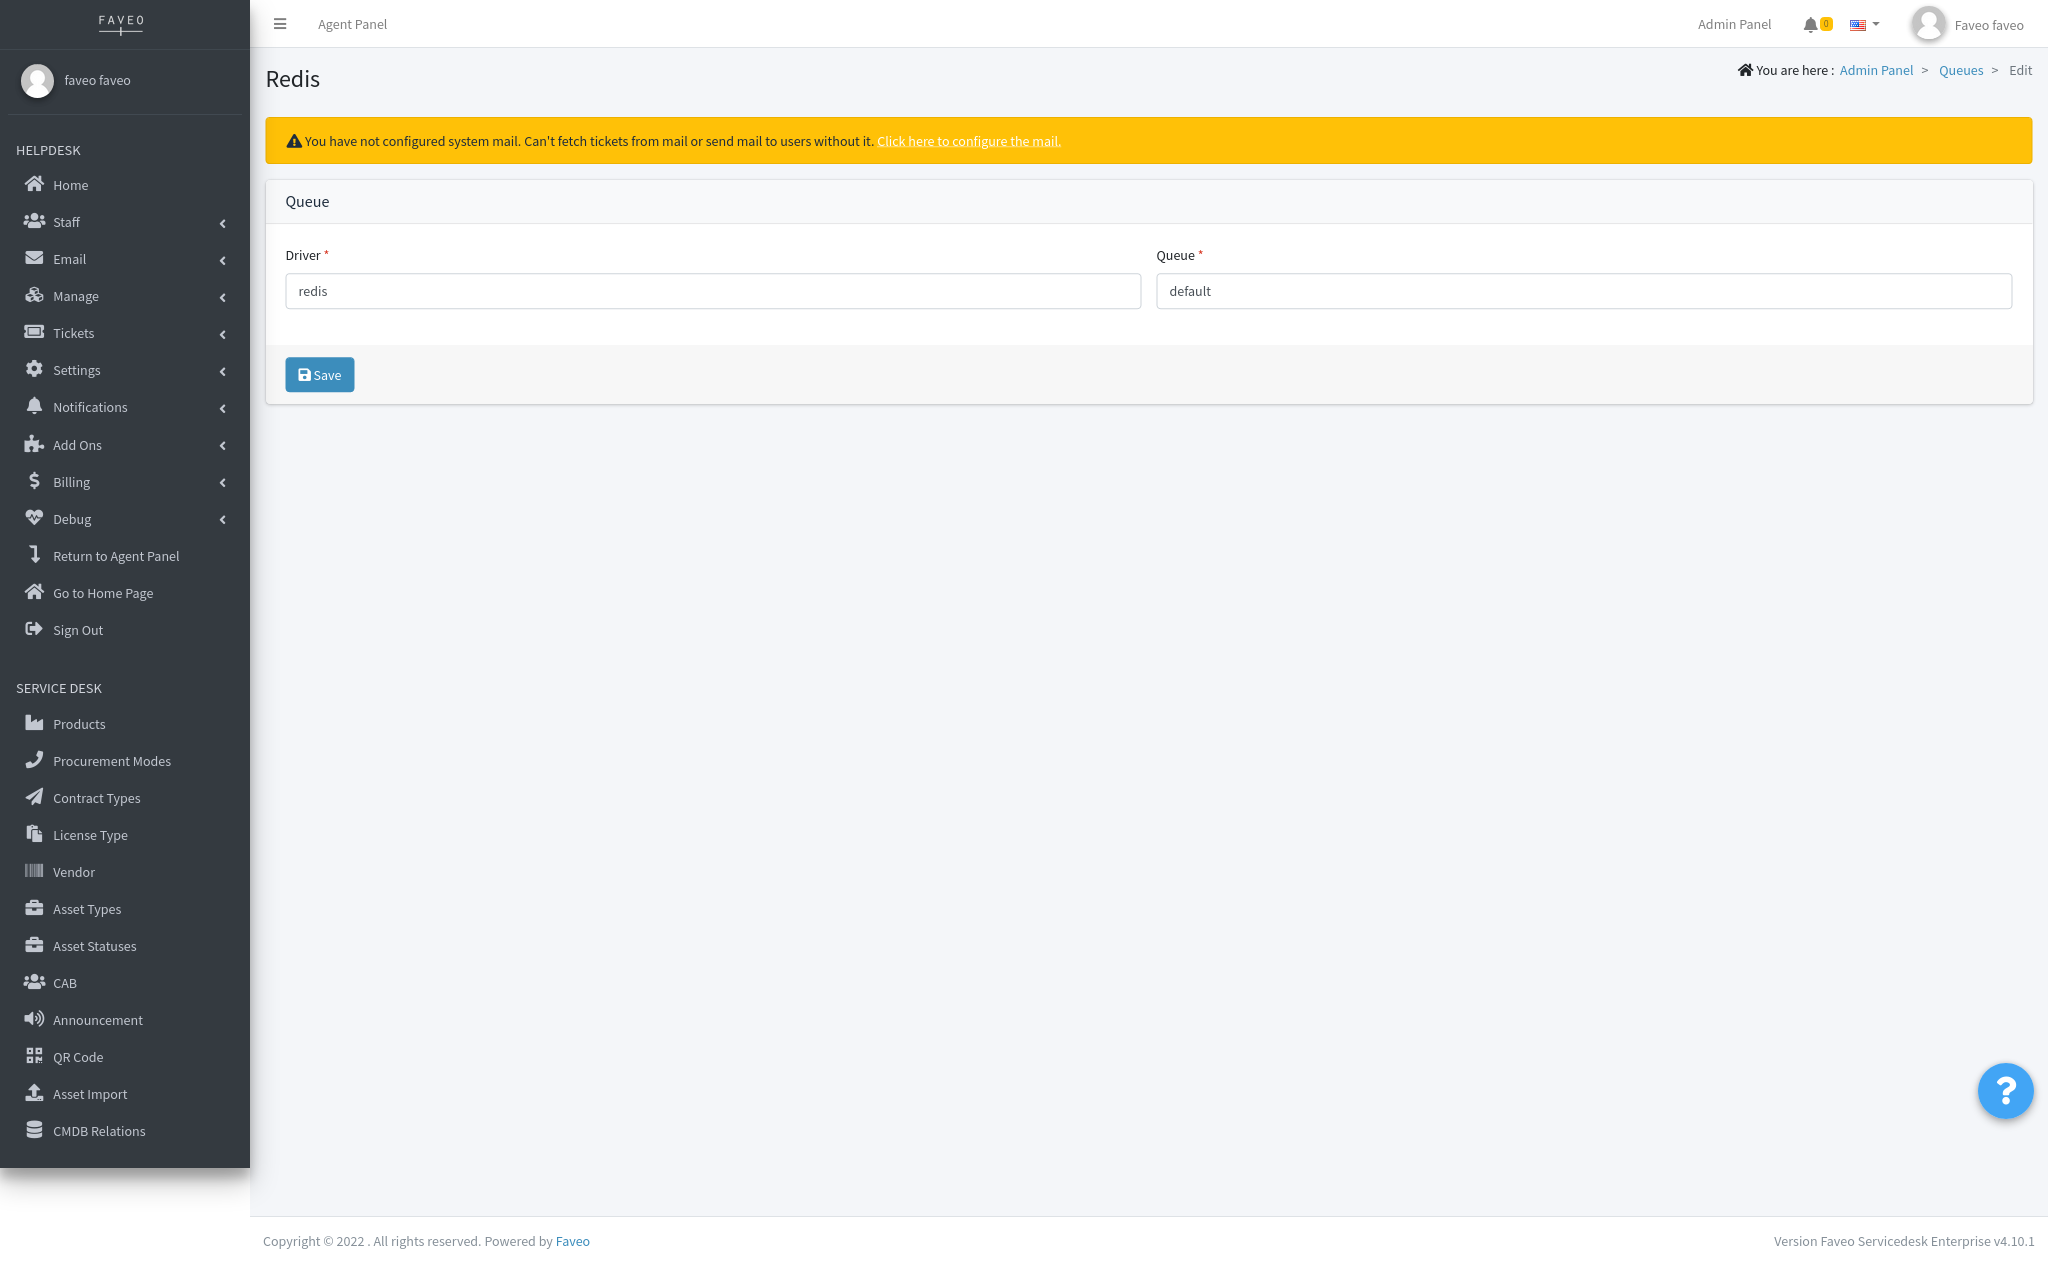 FAVEO
faveo faveo
HELPDESK
Home
Staff
Email
Manage
Tickets
Settings
Notifications
Add Ons
Billing
Debug
Return to Agent Panel
Go to Home Page
Sign Out
SERVICE DESK
Products
Procurement Modes
Contract Types
License Type
Vendor
Asset Types
Asset Statuses
CAB
Announcement
QR Code
Asset Import
CMDB Relations
Agent Panel
Admin Panel
0
Faveo faveo
Redis
You are here : Admin Panel > Queues > Edit
You have not configured system mail. Can't fetch tickets from mail or send mail to users without it. Click here to configure the mail.
Queue
Driver *
redis
Queue *
default
Save
?
Copyright © 2022 . All rights reserved. Powered by Faveo
Version Faveo Servicedesk Enterprise v4.10.1